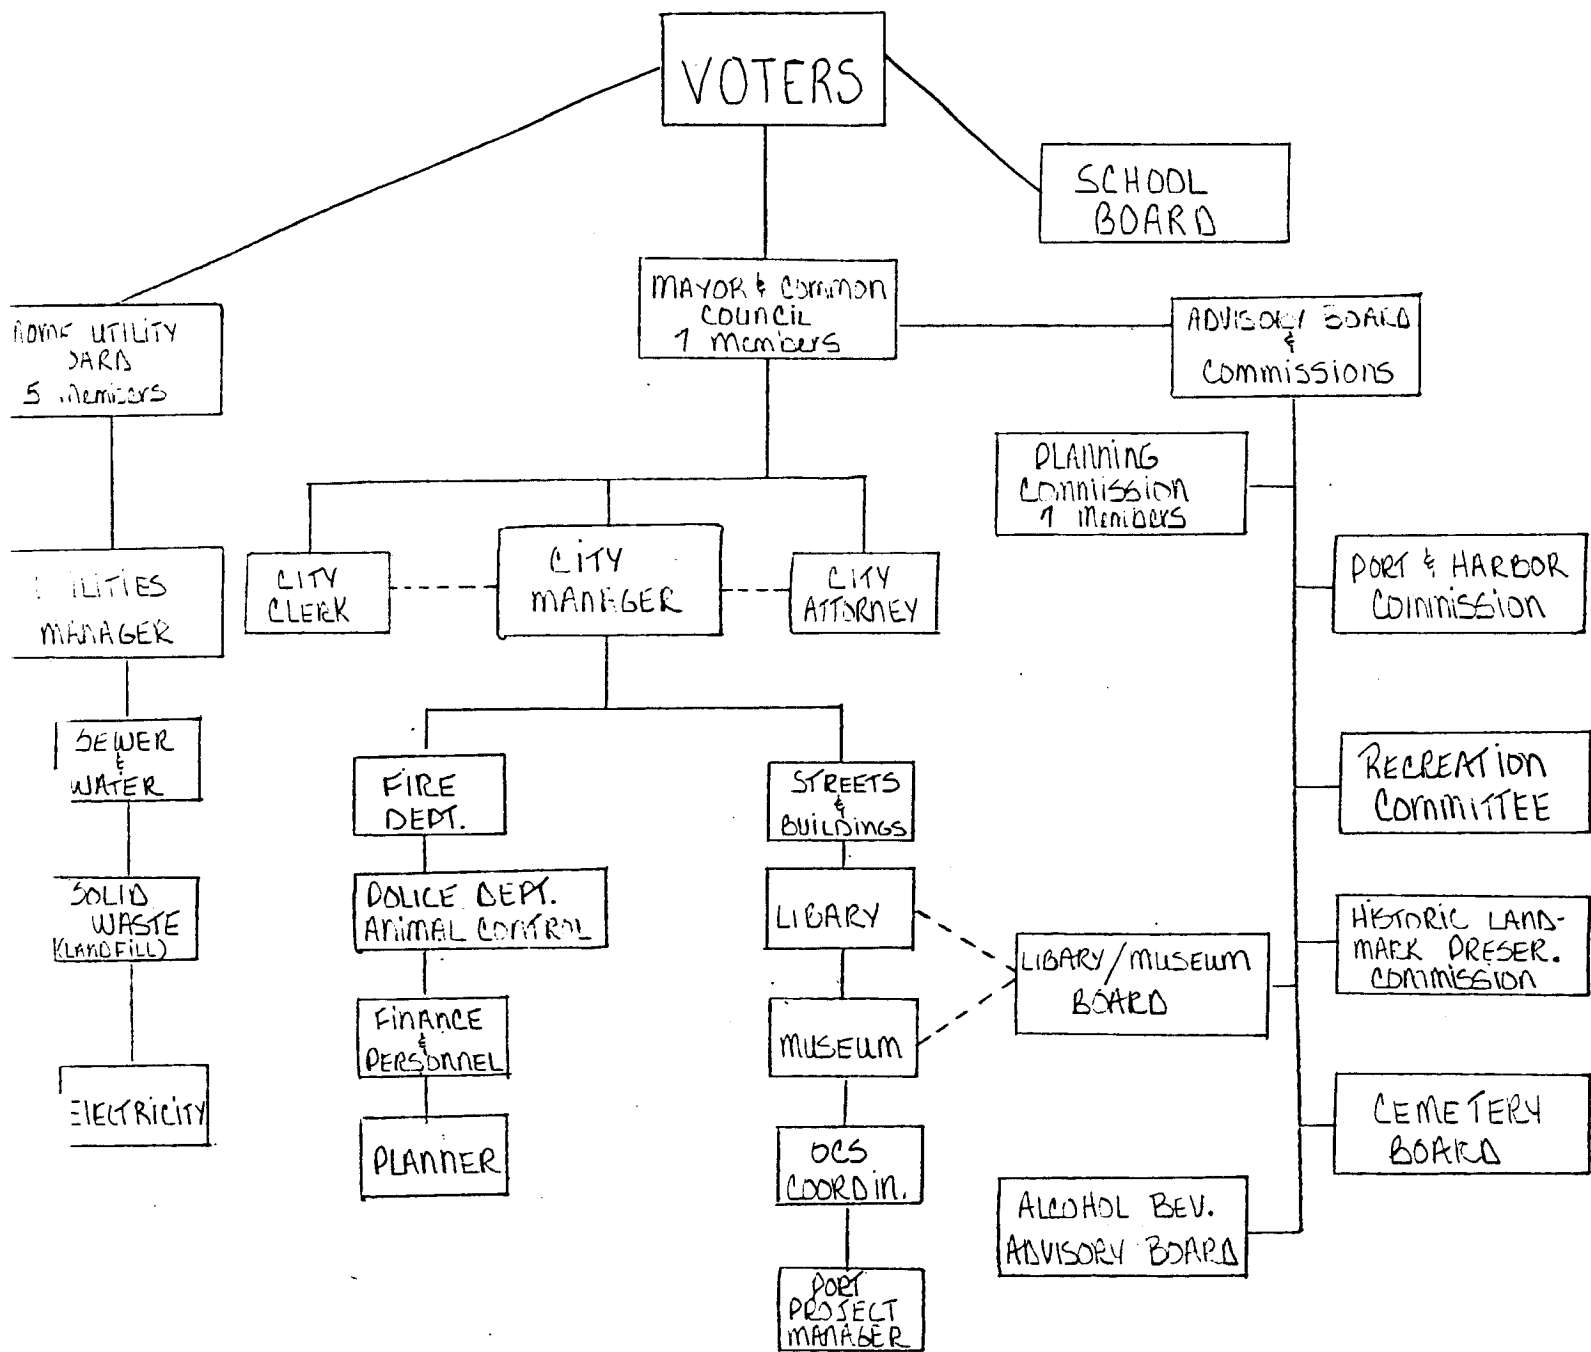 VOTERS
SCHOOL
BOARD
MAYOR & COMMON
COUNCIL
7 Members
ADVISORY BOARD
&
Commissions
UTILITY
5 Members
PLANNING
COMMISSION
7 Members
PORT & HARBOR
COMMISSION
CITY
CLERK
CITY
MANAGER
CITY
ATTORNEY
MANAGER
SEWER
&
WATER
FIRE
DEPT.
STREETS
&
BUILDINGS
RECREATION
COMMITTEE
SOLID
WASTE
(LANDFILL)
POLICE DEPT.
ANIMAL CONTROL
LIBARY
LIBARY/MUSEUM
BOARD
HISTORIC LAND-
MARK PRESER.
COMMISSION
FINANCE
&
PERSONNEL
MUSEUM
ELECTRICITY
PLANNER
OCS
COORDIN.
CEMETERY
BOARD
ALCOHOL BEV.
ADVISORY BOARD
PORT
PROJECT
MANAGER